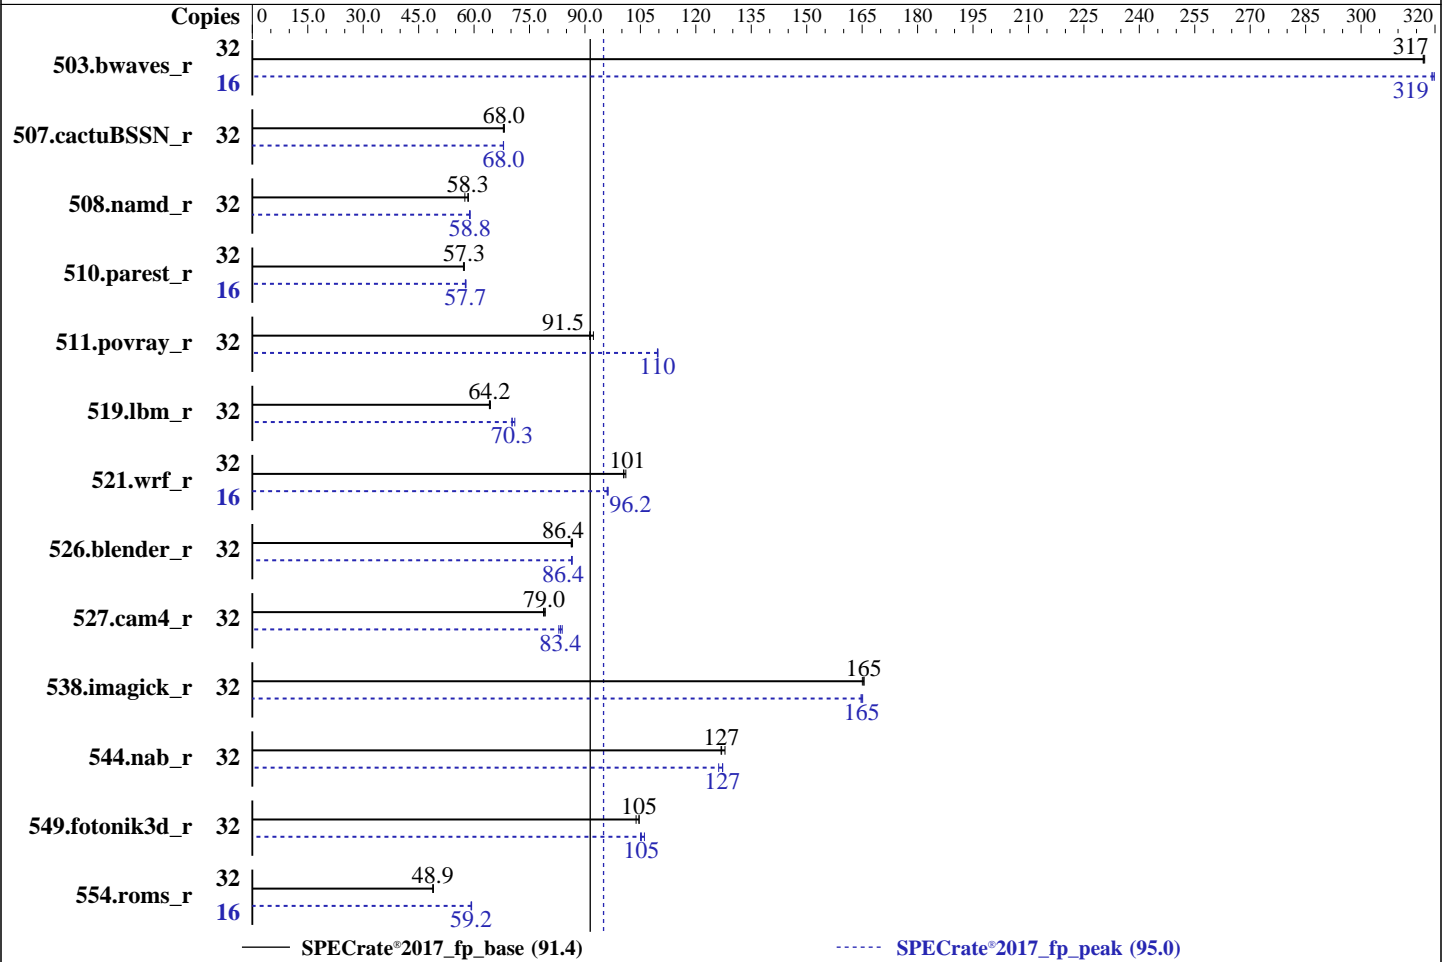 Copies 0 15.0 30.0 45.0 60.0 75.0 90.0 105 120 135 150 165 180 195 210 225 240 255 270 285 300 320
503.bwaves_r 32 317
16 319
507.cactuBSSN_r 32 68.0
68.0
508.namd_r 32 58.3
58.8
510.parest_r 32 57.3
16 57.7
511.povray_r 32 91.5
110
519.lbm_r 32 64.2
70.3
521.wrf_r 32 101
16 96.2
526.blender_r 32 86.4
86.4
527.cam4_r 32 79.0
83.4
538.imagick_r 32 165
165
544.nab_r 32 127
127
549.fotonik3d_r 32 105
105
554.roms_r 32 48.9
16 59.2
SPECrate®2017_fp_base (91.4) SPECrate®2017_fp_peak (95.0)